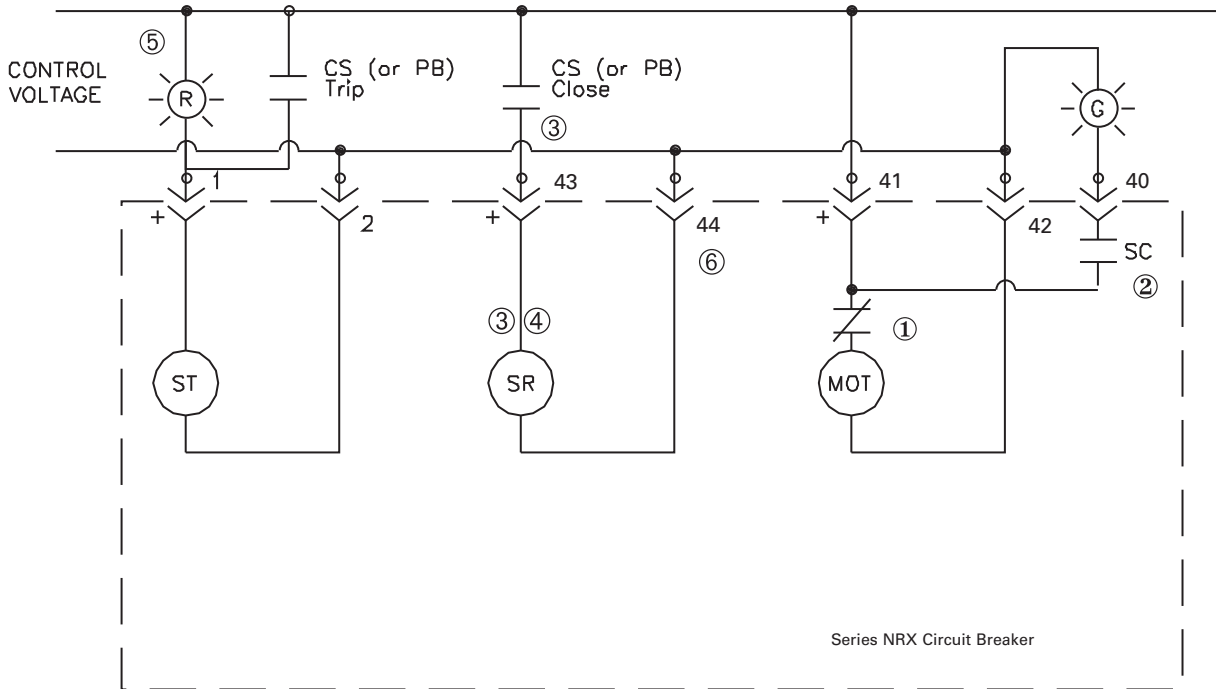 ⑤
CONTROL
VOLTAGE
R
CS (or PB)
Trip
CS (or PB)
Close
③
G
1
+
2
43
+
44
⑥
41
+
42
40
SC
②
③ ④
①
ST
SR
MOT
Series NRX Circuit Breaker